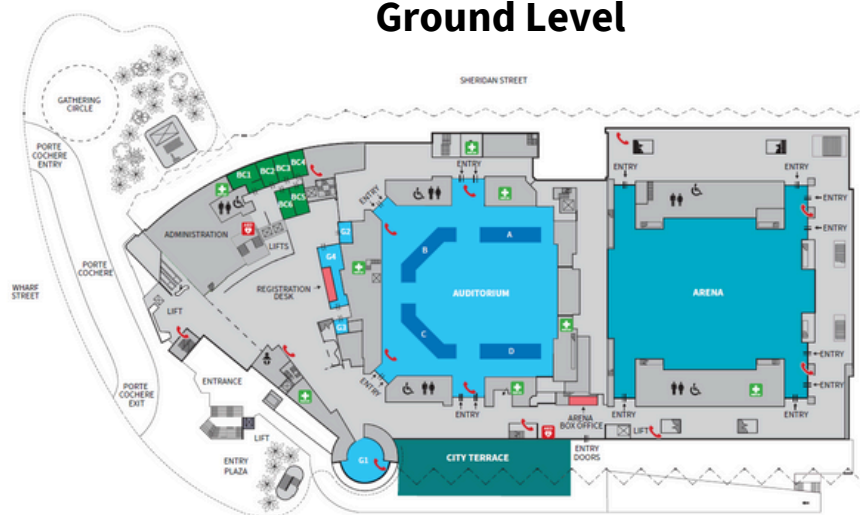 Ground Level
SHERIDAN STREET
GATHERING
CIRCLE
PORTE
COCHERE
ENTRY
BC1
BC2
BC3
BC4
BC5
BC6
ENTRY
ENTRY
ENTRY
ENTRY
ENTRY
ENTRY
ADMINISTRATION
LIFTS
G2
G4
REGISTRATION
DESK
G3
A
B
AUDITORIUM
C
D
ARENA
PORTE
COCHERE
WHARF
STREET
LIFT
ENTRANCE
PORTE
COCHERE
EXIT
ENTRY
ENTRY
ENTRY
ENTRY
ENTRY
ENTRY
ARENA
BOX OFFICE
LIFT
LIFT
ENTRY
PLAZA
G1
CITY TERRACE
ENTRY
DOORS